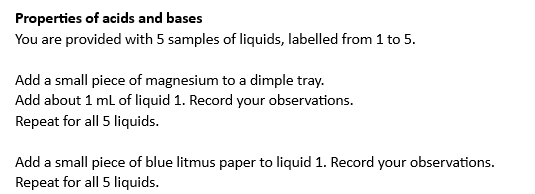 Properties of acids and bases
You are provided with 5 samples of liquids, labelled from 1 to 5.
Add a small piece of magnesium to a dimple tray.
Add about 1 mL of liquid 1. Record your observations.
Repeat for all 5 liquids.
Add a small piece of blue litmus paper to liquid 1. Record your observations.
Repeat for all 5 liquids.